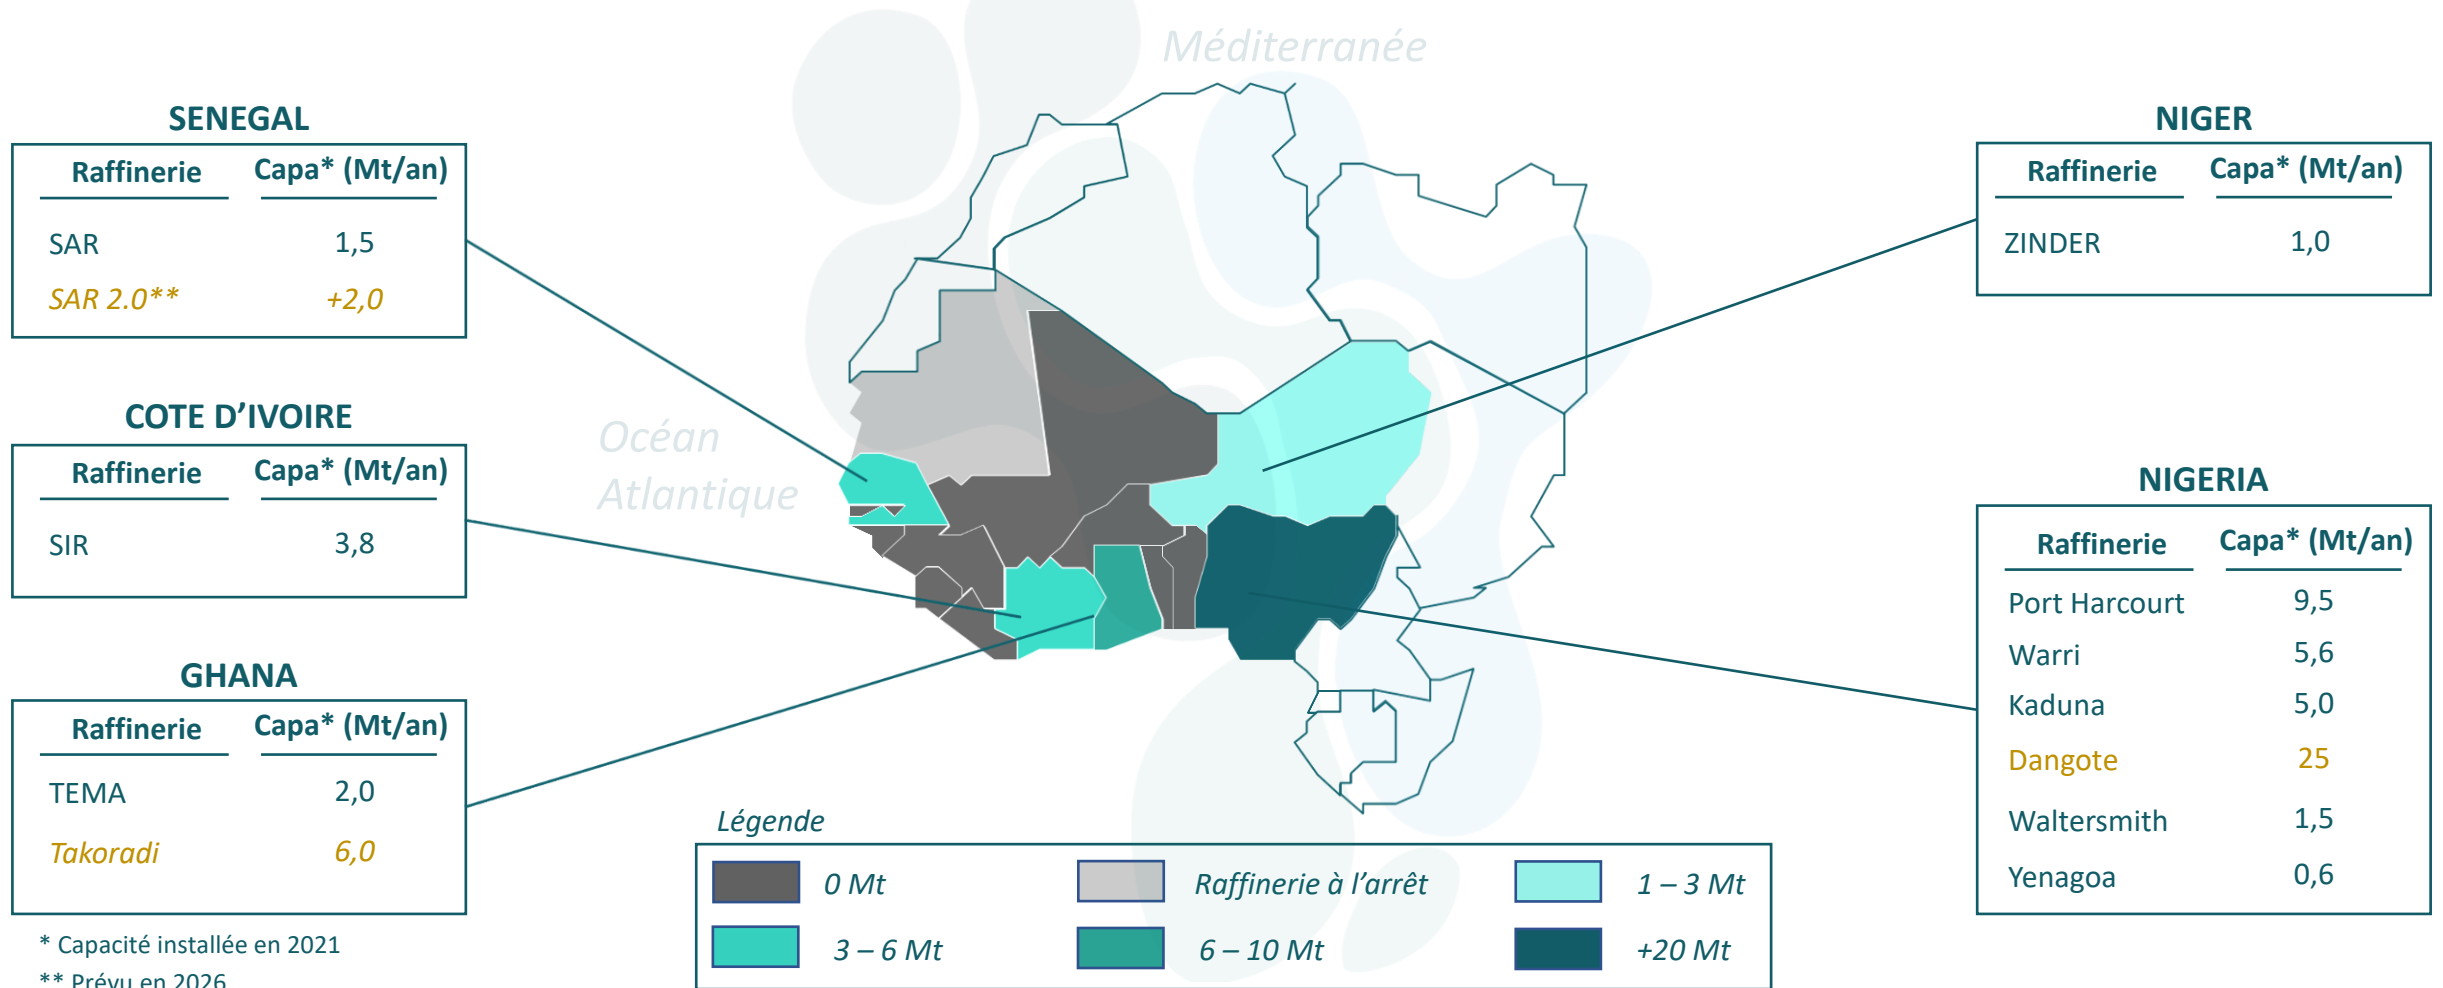 Méditerranée
SENEGAL
Raffinerie Capa* (Mt/an)
SAR 1,5
SAR 2.0** +2,0
COTE D’IVOIRE
Raffinerie Capa* (Mt/an)
SIR 3,8
GHANA
Raffinerie Capa* (Mt/an)
TEMA 2,0
Takoradi 6,0
* Capacité installée en 2021
** Prévu en 2026
Océan
Atlantique
NIGER
Raffinerie Capa* (Mt/an)
ZINDER 1,0
NIGERIA
Raffinerie Capa* (Mt/an)
Port Harcourt 9,5
Warri 5,6
Kaduna 5,0
Dangote 25
Waltersmith 1,5
Yenagoa 0,6
Légende
0 Mt Raffinerie à l’arrêt 1 – 3 Mt
3 – 6 Mt 6 – 10 Mt +20 Mt